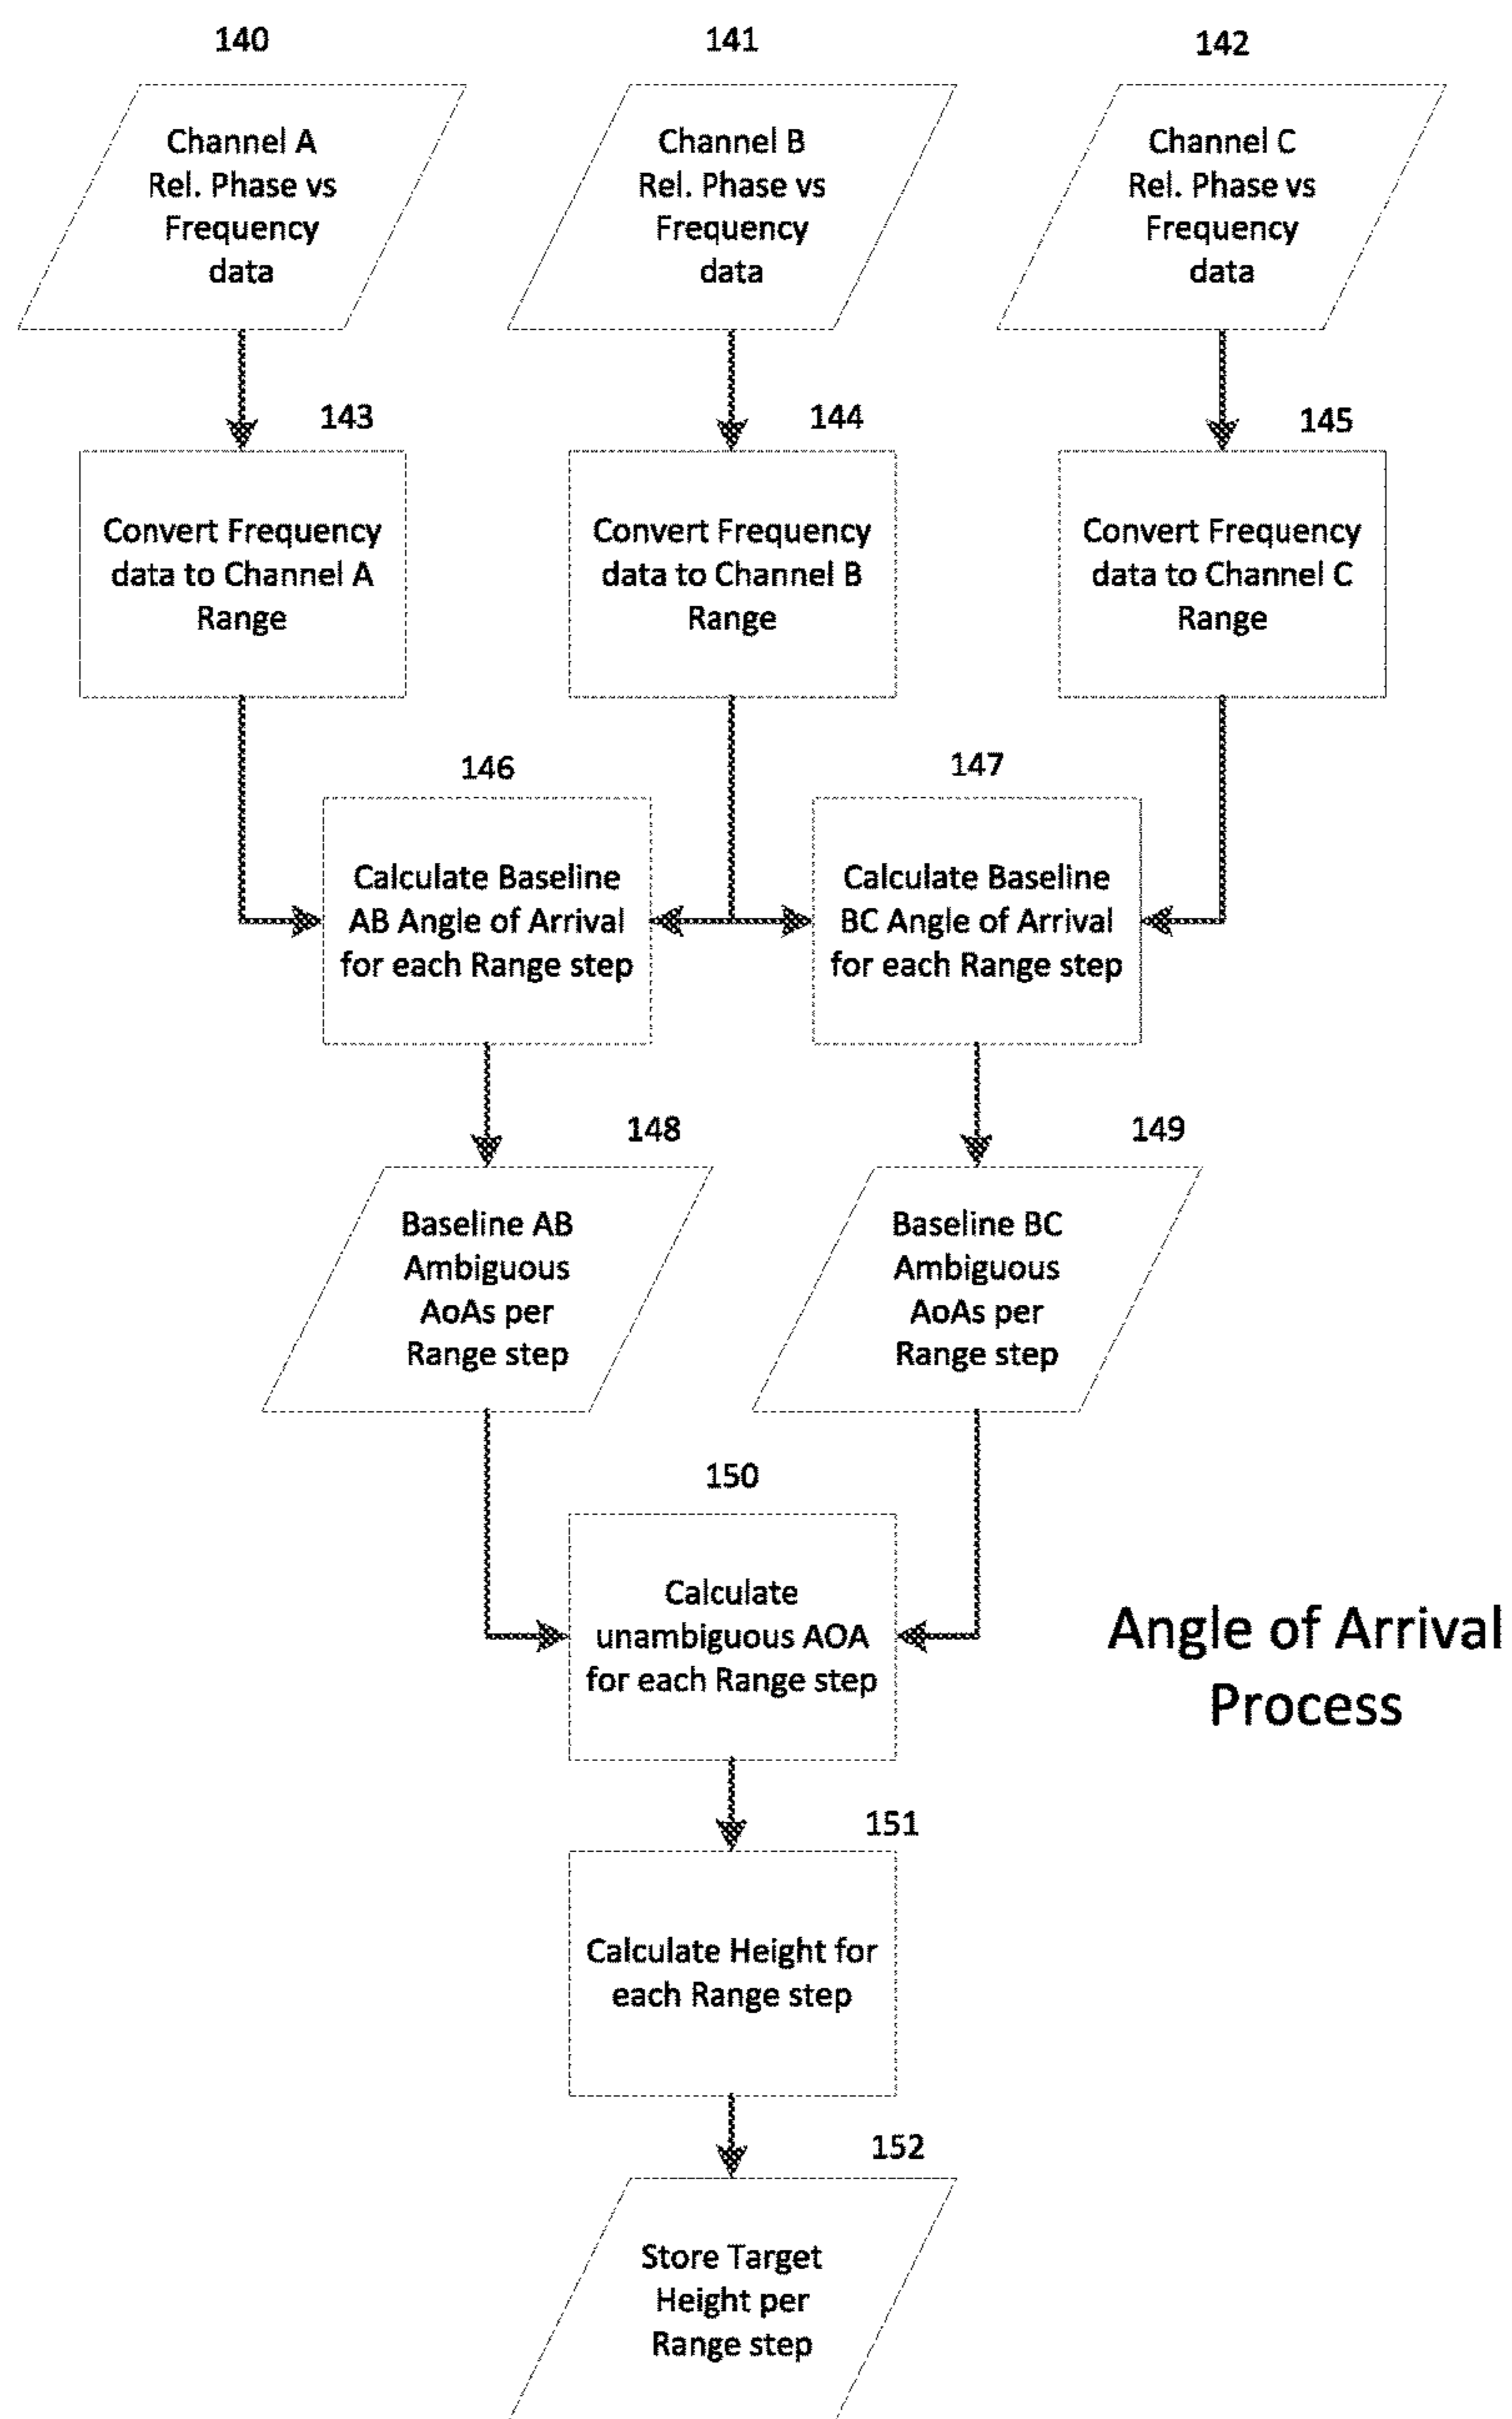 140
141
142
Channel A
Rel. Phase vs
Frequency
data
Channel B
Rel. Phase vs
Frequency
data
Channel C
Rel. Phase vs
Frequency
data
143
144
145
Convert Frequency
data to Channel A
Range
Convert Frequency
data to Channel B
Range
Convert Frequency
data to Channel C
Range
146
147
Calculate Baseline
AB Angle of Arrival
for each Range step
Calculate Baseline
BC Angle of Arrival
for each Range step
148
149
Baseline AB
Ambiguous
AoAs per
Range step
Baseline BC
Ambiguous
AoAs per
Range step
150
Calculate
unambiguous AOA
for each Range step
Angle of Arrival
Process
151
Calculate Height for
each Range step
152
Store Target
Height per
Range step